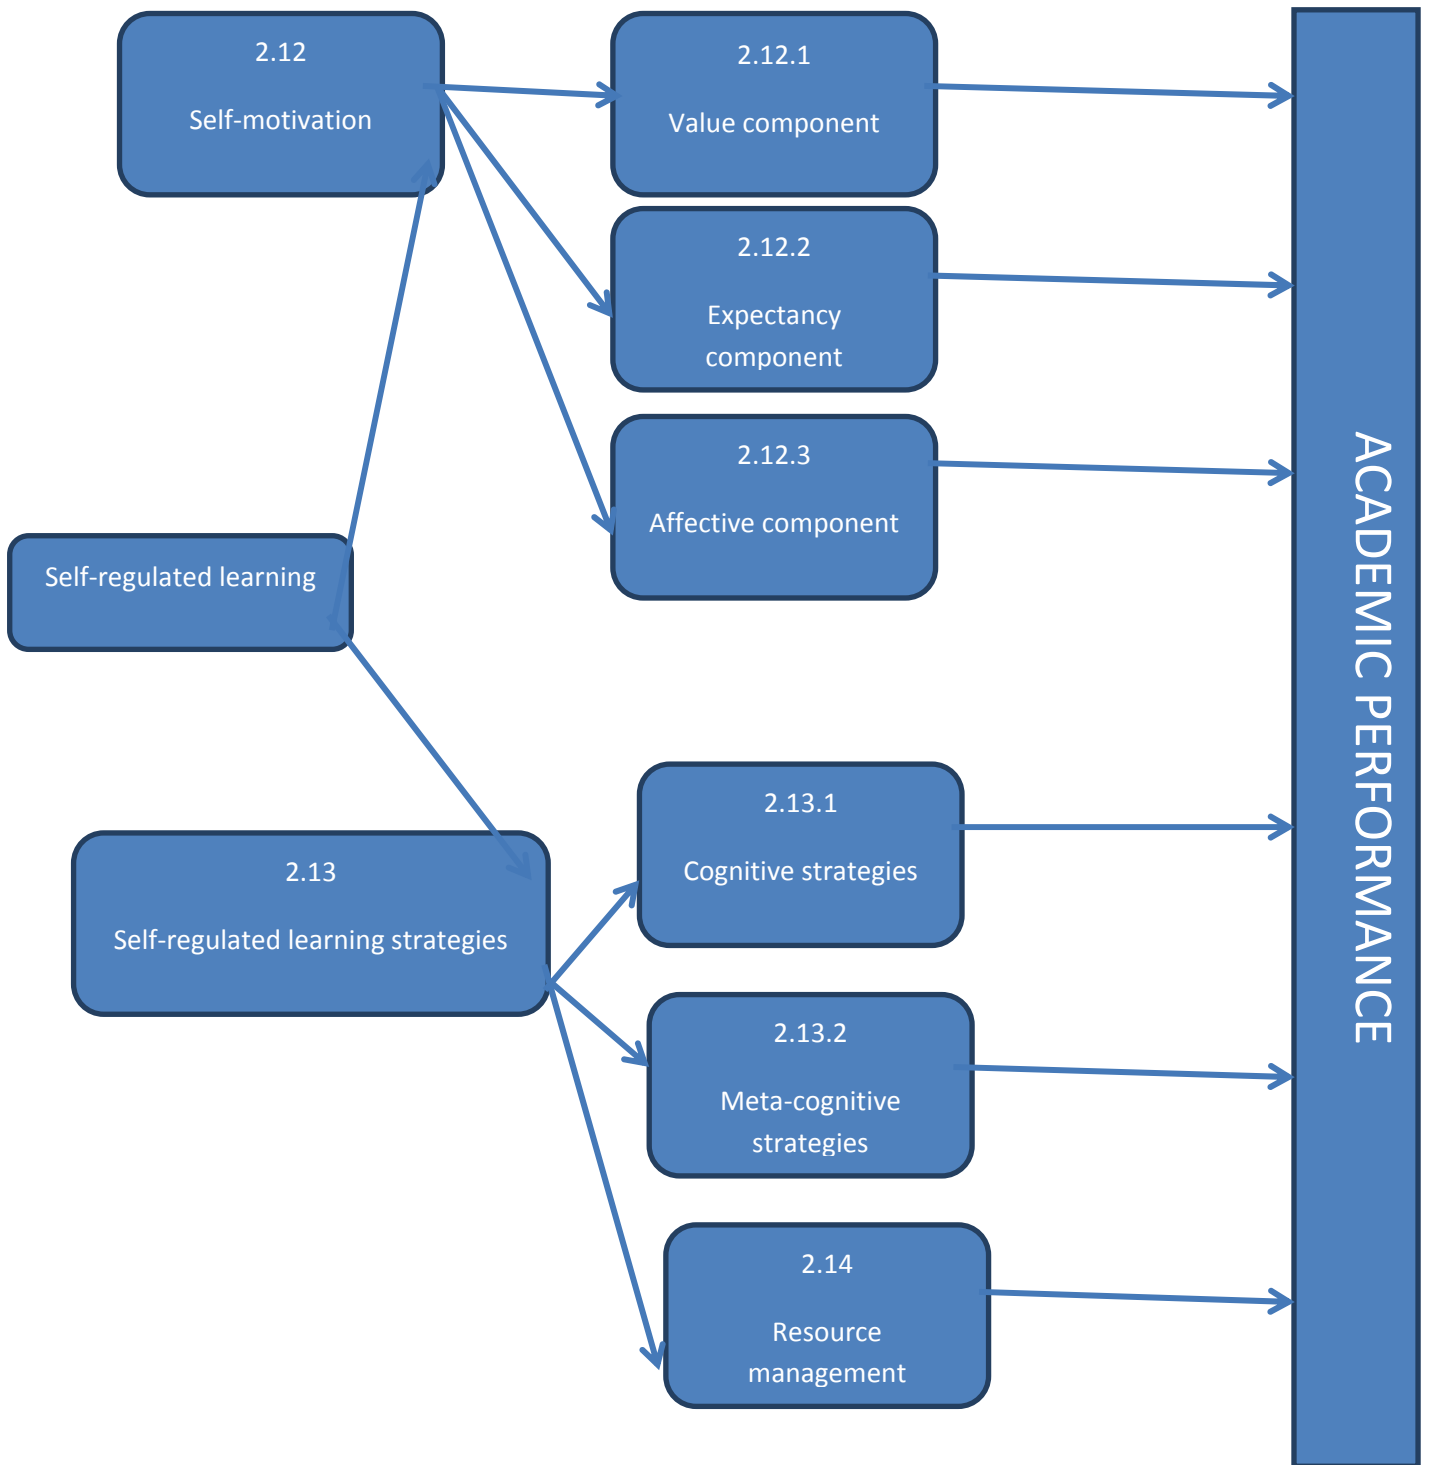 2.12
Self-motivation
2.12.1
Value component
2.12.2
Expectancy
component
2.12.3
Affective component
Self-regulated learning
2.13
Self-regulated learning strategies
2.13.1
Cognitive strategies
2.13.2
Meta-cognitive
strategies
2.14
Resource
management
ACADEMIC PERFORMANCE